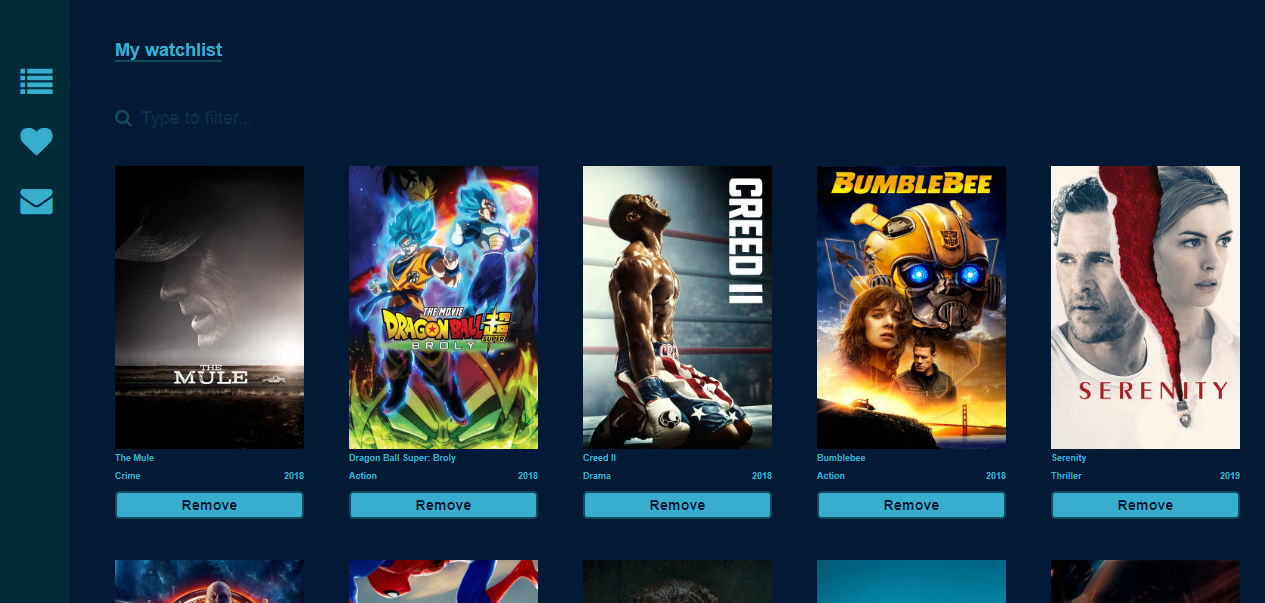 My watchlist
Type to filter...
THE
MULE
THE MOVIE
DRAGONBALL
SUPER
BROLY
CREED II
BUMBLEBEE
SERENITY
The Mule
Crime 2018
Remove
Dragon Ball Super: Broly
Action 2018
Remove
Creed II
Drama 2018
Remove
Bumblebee
Action 2018
Remove
Serenity
Thriller 2019
Remove